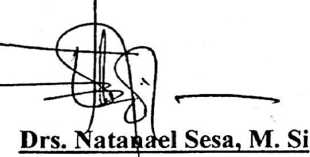 Drs. Natanael Sesa, M. Si